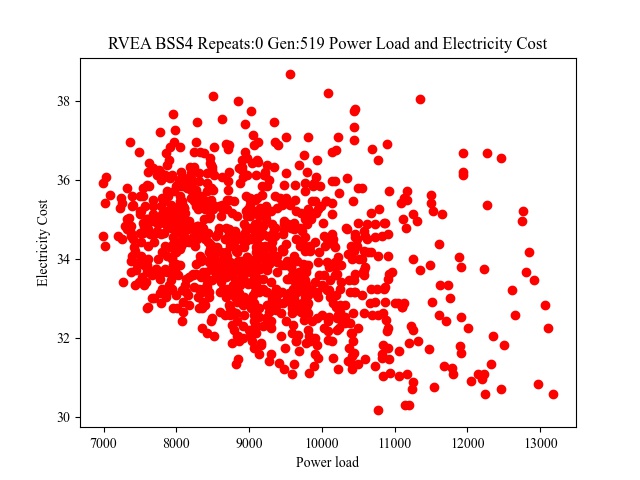 RVEA BSS4 Repeats:0 Gen:519 Power Load and Electricity Cost
38
36
34
32
30
Electricity Cost
7000 8000 9000 10000 11000 12000 13000
Power load